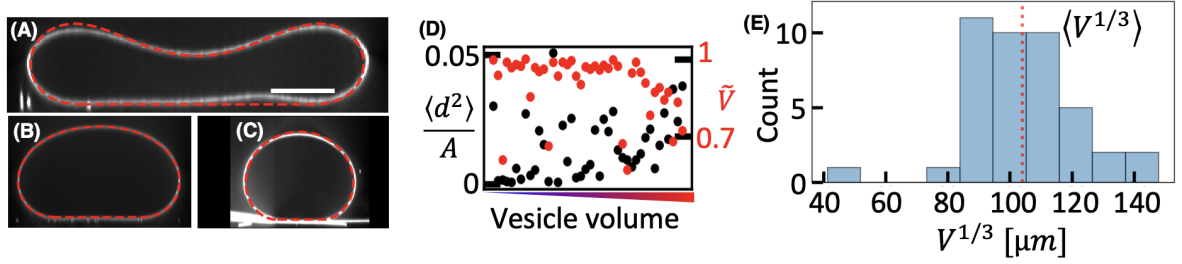 (A)
(B)
(C)
(D)
0.05
⟨d²⟩
A
0
1
Ṽ
0.7
Vesicle volume
(E)
⟨V^{1/3}⟩
Count
10
5
0
40 60 80 100 120 140
V^{1/3} [μm]